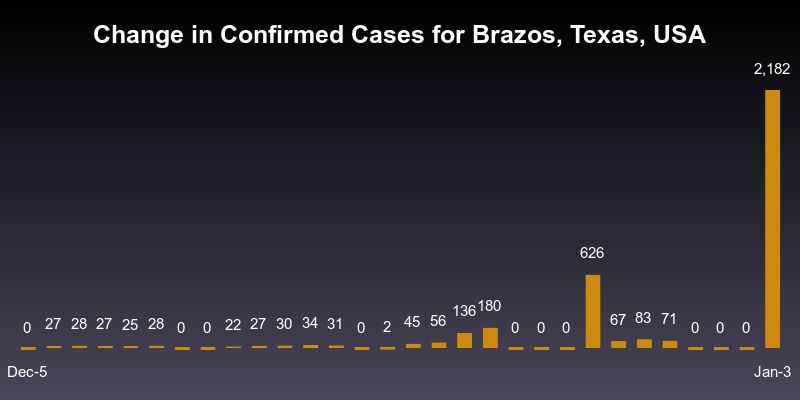 Change in Confirmed Cases for Brazos, Texas, USA
2,182
626
0 27 28 27 25 28 0 0 22 27 30 34 31 0 2 45 56 136 180 0 0 0 67 83 71 0 0 0
Dec-5 Jan-3